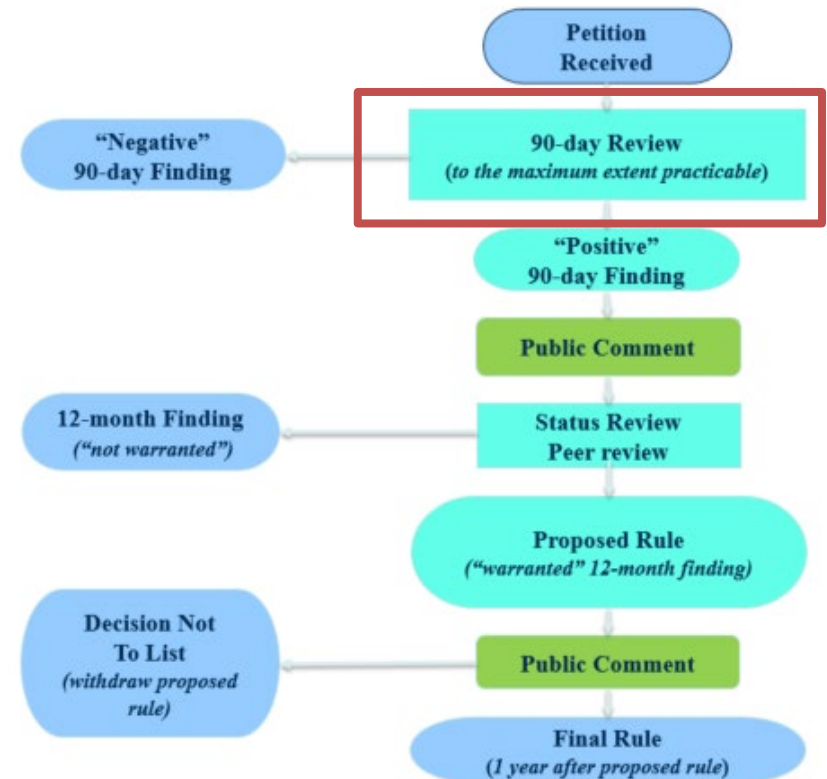 Petition
Received
“Negative”
90-day Finding
90-day Review
(to the maximum extent practicable)
“Positive”
90-day Finding
Public Comment
12-month Finding
(“not warranted”)
Status Review
Peer review
Proposed Rule
(“warranted” 12-month finding)
Decision Not
To List
(withdraw proposed
rule)
Public Comment
Final Rule
(1 year after proposed rule)